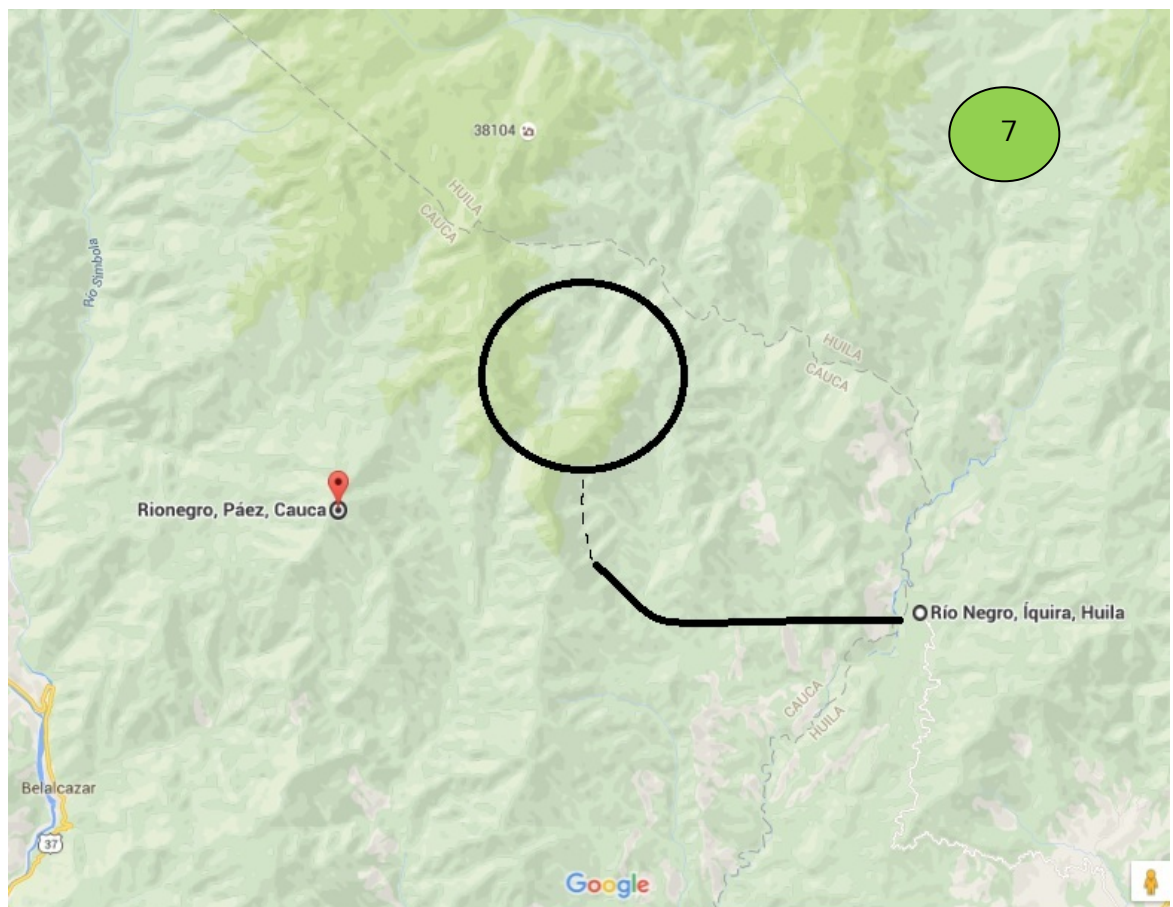 7
38104
HUILA
CAUCA
Río Símbola
HUILA
CAUCA
Rionegro, Páez, Cauca
Río Negro, Íquira, Huila
CAUCA
HUILA
Belalcazar
37
Google